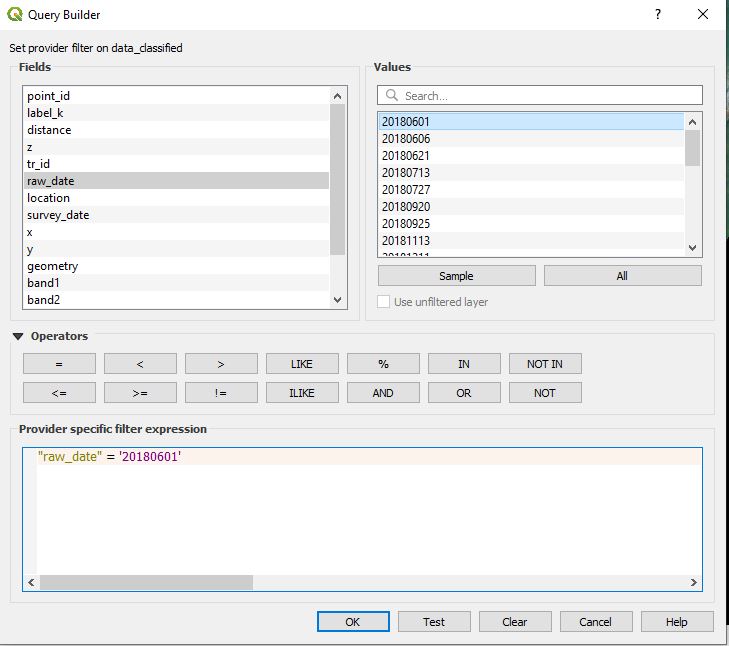 Query Builder
?
Set provider filter on data_classified
Fields
point_id
label_k
distance
z
tr_id
raw_date
location
survey_date
x
y
geometry
band1
band2
Values
Search...
20180601
20180606
20180621
20180713
20180727
20180920
20180925
20181113
20181211
Sample All
Use unfiltered layer
Operators
= < > LIKE % IN NOT IN
<= >= != ILIKE AND OR NOT
Provider specific filter expression
"raw_date" = '20180601'
OK Test Clear Cancel Help